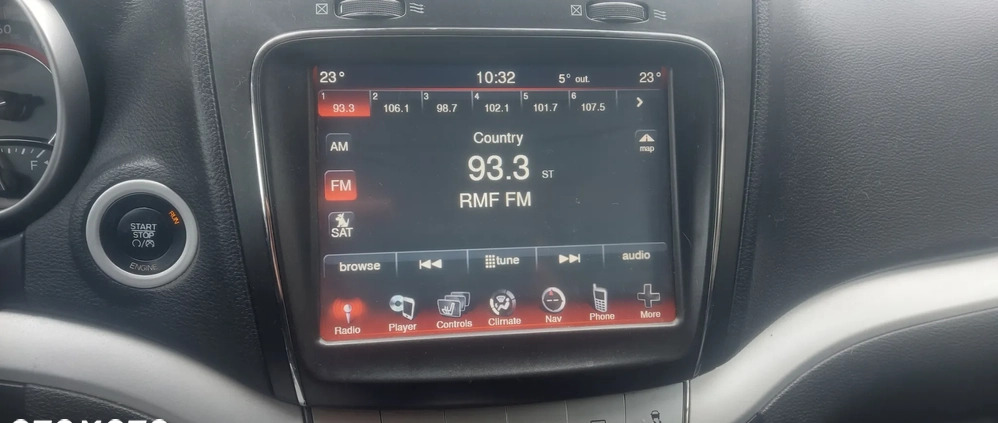 23° 10:32 5° out. 23°
1 93.3 2 106.1 3 98.7 4 102.1 5 101.7 6 107.5
AM
Country
map
FM
93.3 ST
RMF FM
SAT
browse tune audio
Radio Player Controls Climate Nav Phone More
F
RUN
START
STOP
ENGINE